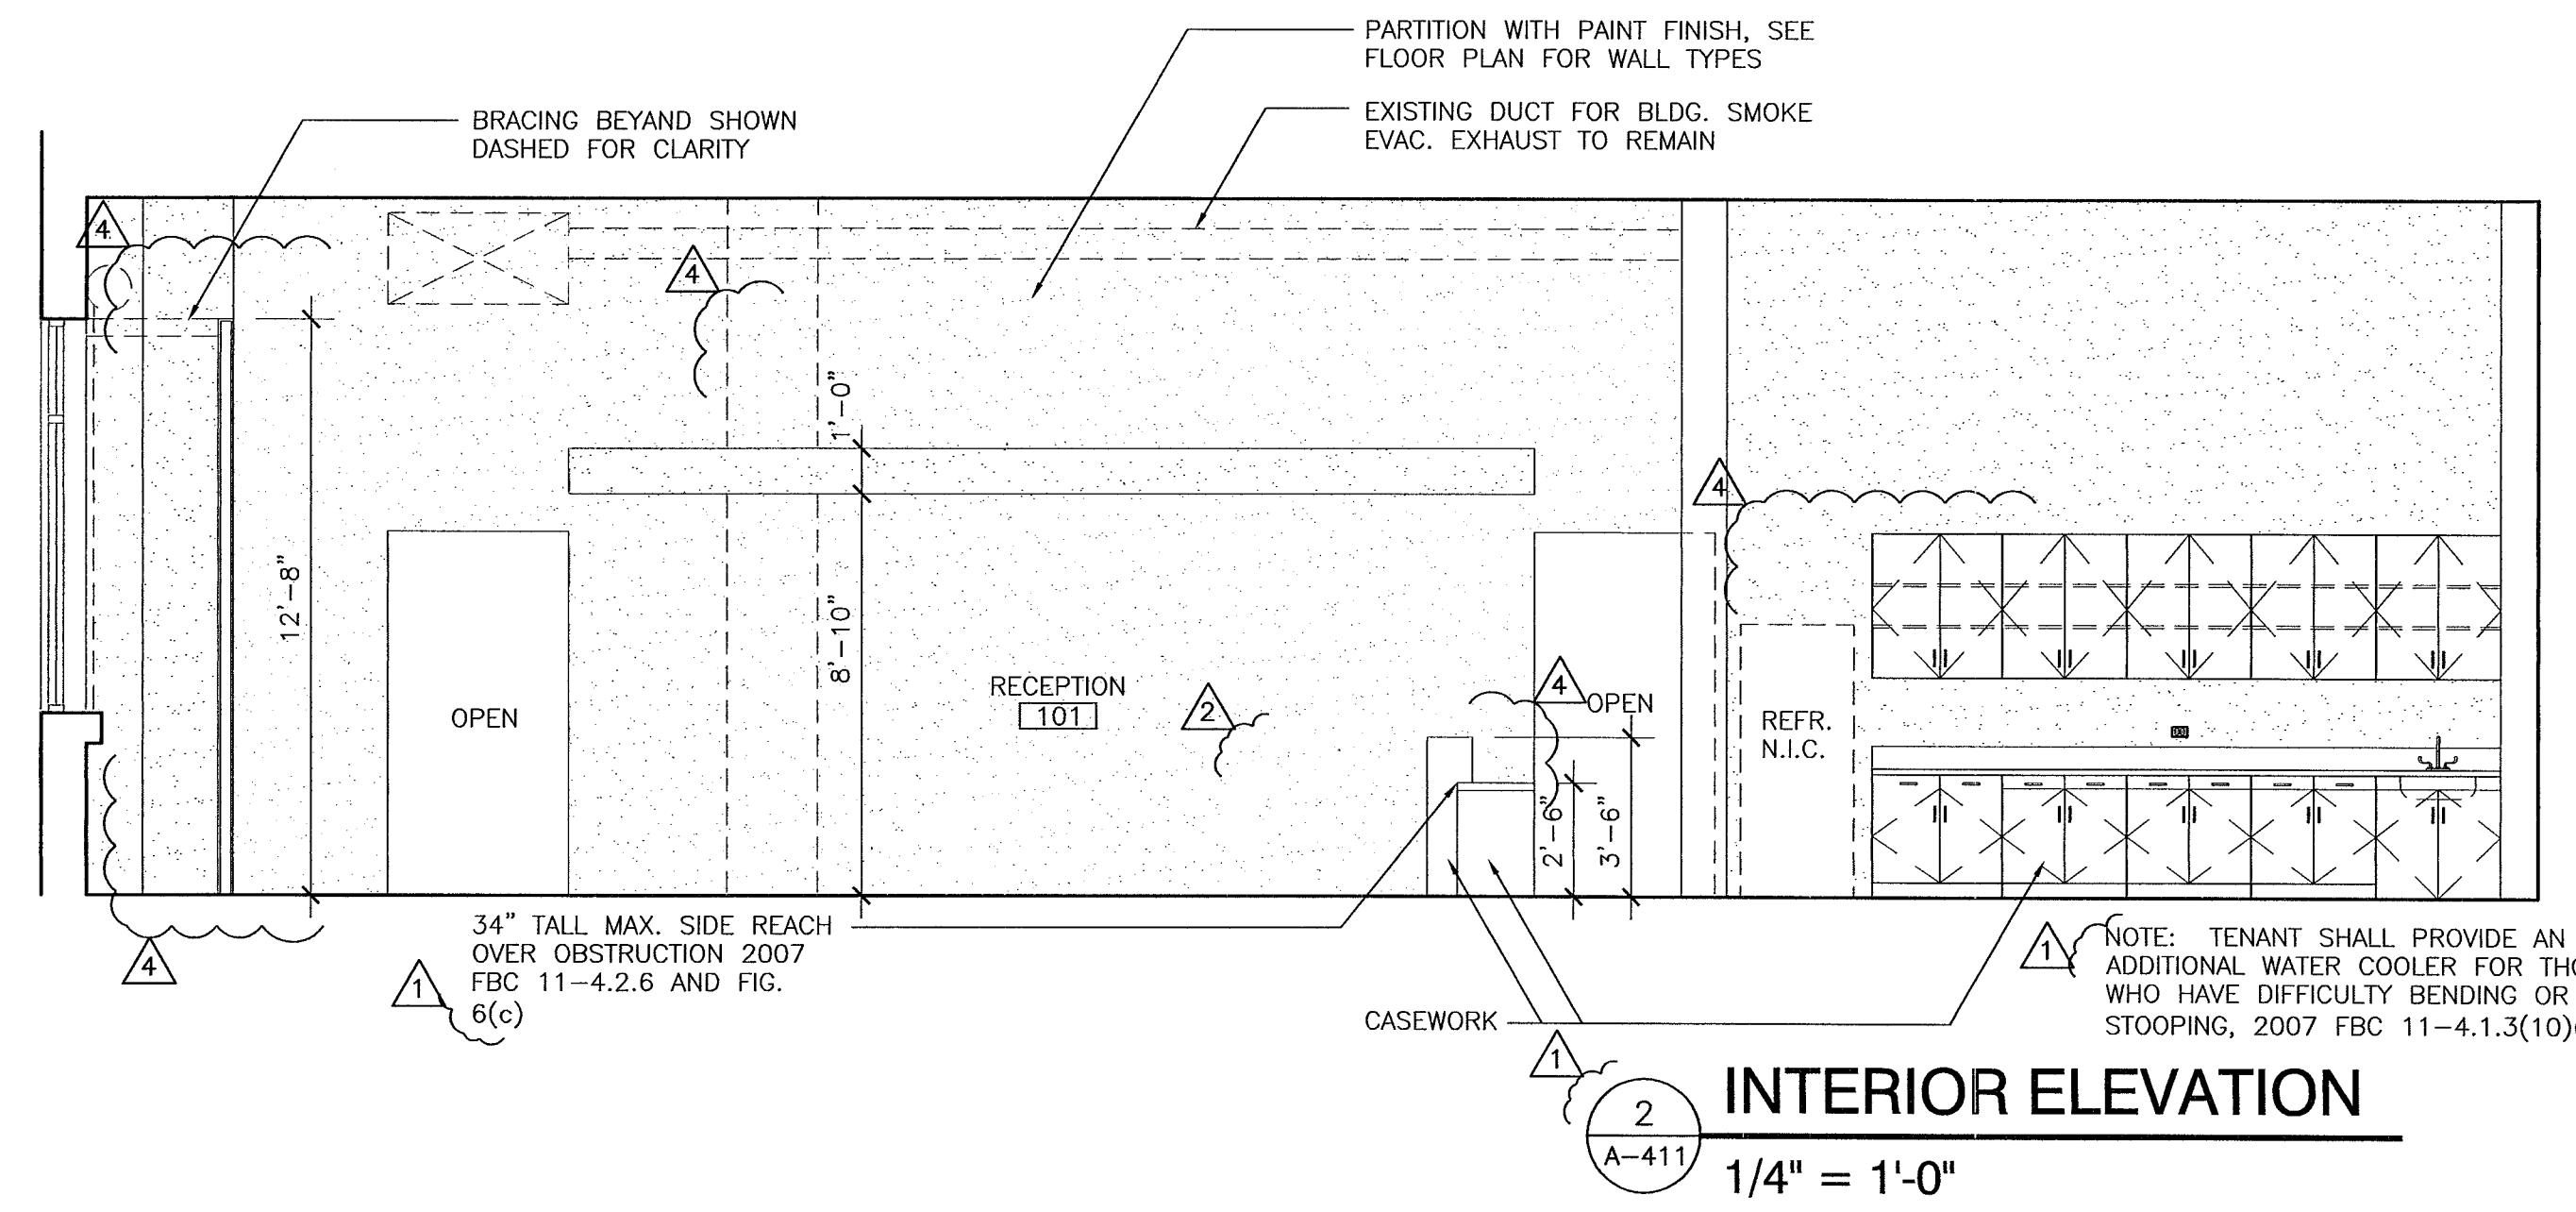 PARTITION WITH PAINT FINISH, SEE
FLOOR PLAN FOR WALL TYPES
EXISTING DUCT FOR BLDG. SMOKE
EVAC. EXHAUST TO REMAIN
BRACING BEYAND SHOWN
DASHED FOR CLARITY
4
4
1'-0"
4
12'-8"
8'-10"
OPEN
RECEPTION
101
2
4
OPEN
REFR.
N.I.C.
2'-6"
3'-6"
4
34" TALL MAX. SIDE REACH
OVER OBSTRUCTION 2007
FBC 11-4.2.6 AND FIG.
6(c)
1
CASEWORK
1
1
NOTE: TENANT SHALL PROVIDE AN
ADDITIONAL WATER COOLER FOR
WHO HAVE DIFFICULTY BENDING OR
STOOPING, 2007 FBC 11-4.1.3(10)
2
A-411
INTERIOR ELEVATION
1/4" = 1'-0"